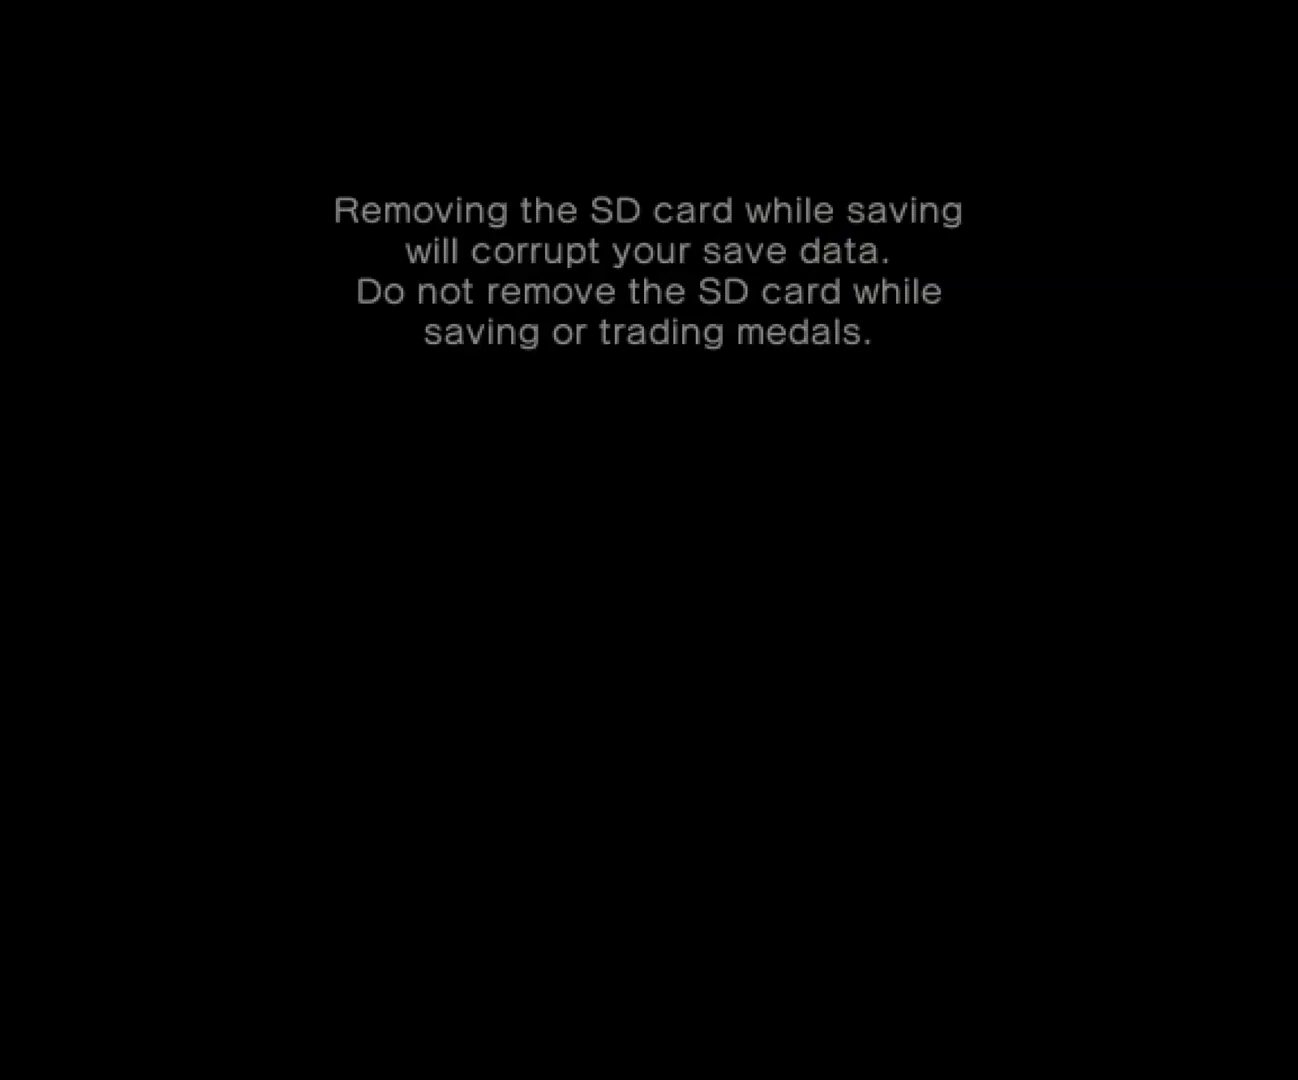 Removing the SD card while saving
will corrupt your save data.
Do not remove the SD card while
saving or trading medals.